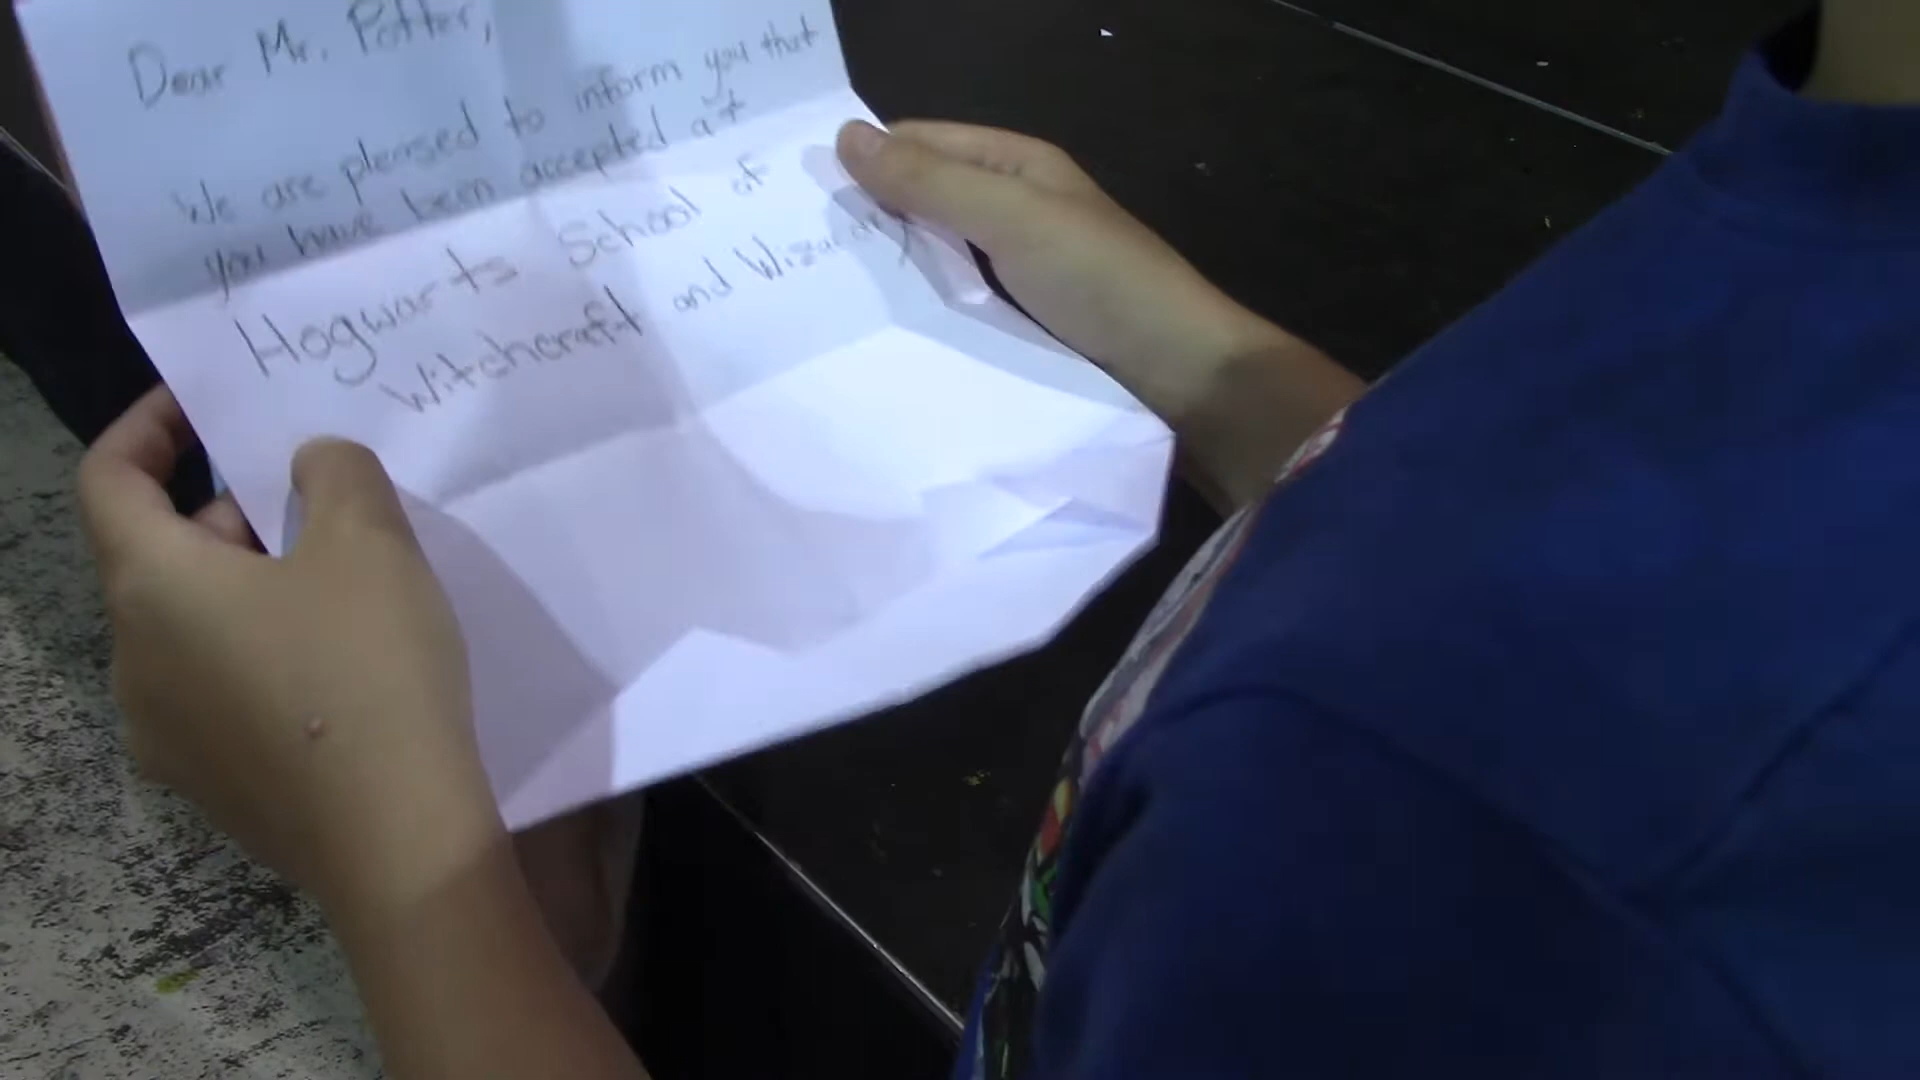 Dear Mr. Potter,
We are pleased to inform you that
you have been accepted at
Hogwarts School of
Witchcraft and Wizardry